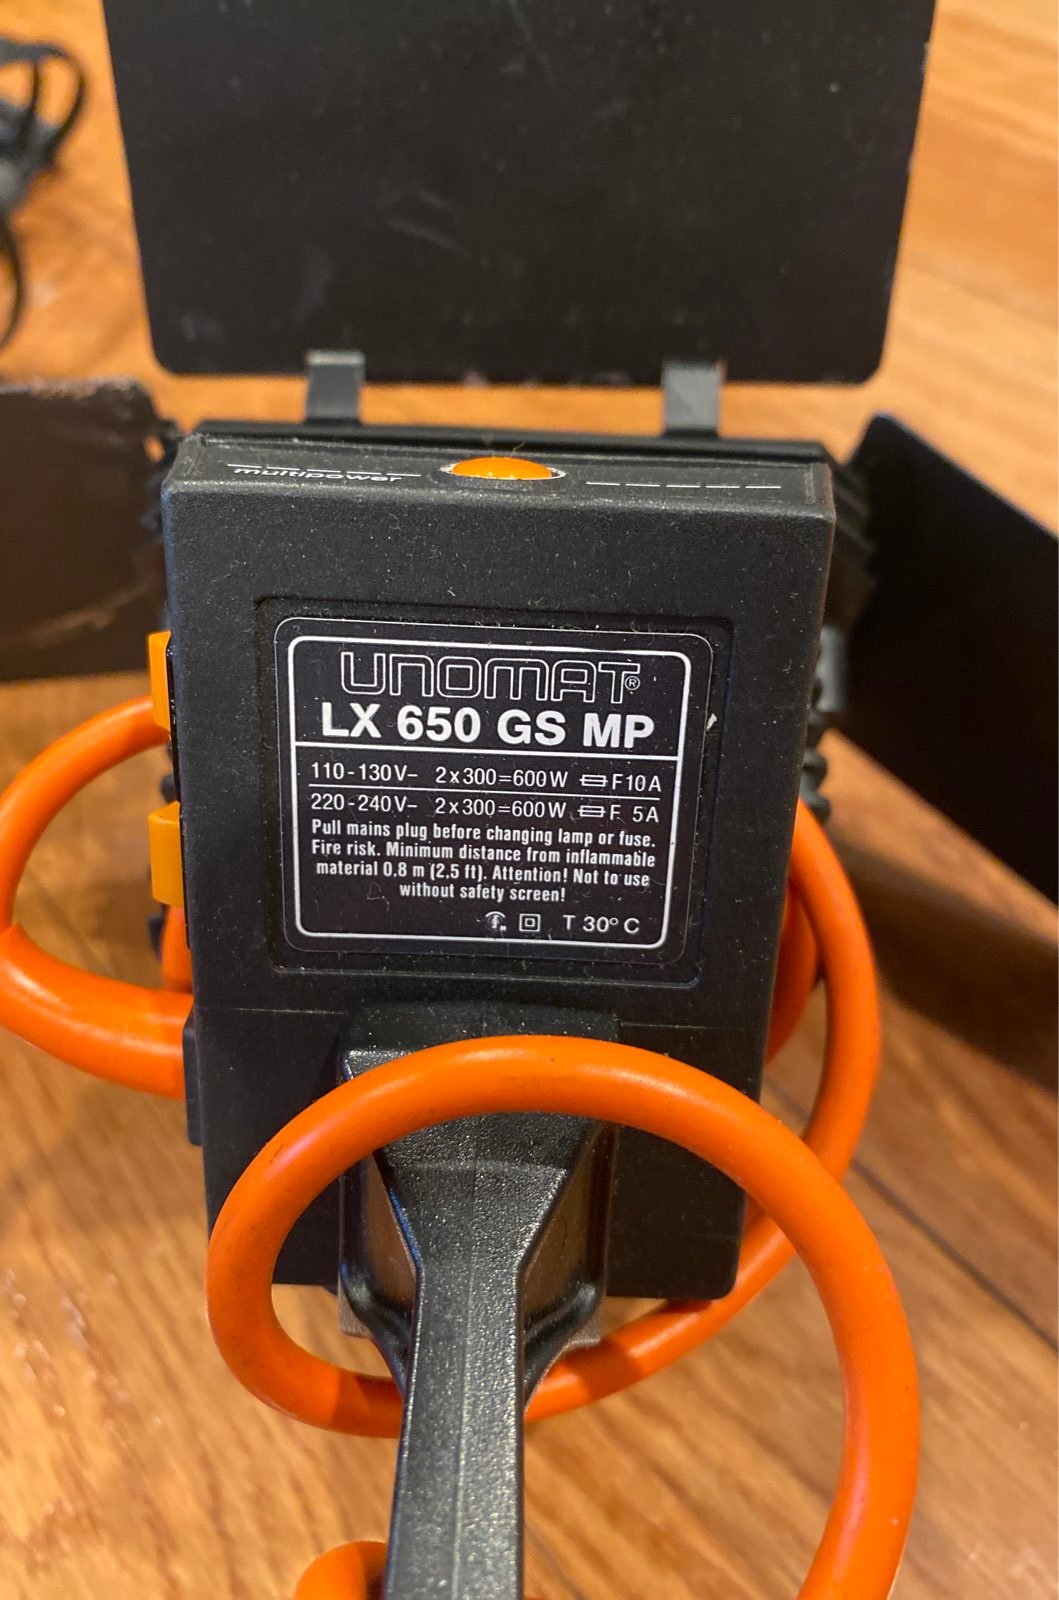 multipower
UNOMAT®
LX 650 GS MP
110-130V~ 2x300=600W F10A
220-240V~ 2x300=600W F 5A
Pull mains plug before changing lamp or fuse.
Fire risk. Minimum distance from inflammable
material 0,8 m (2.5 ft). Attention! Not to use
without safety screen!
T 30° C